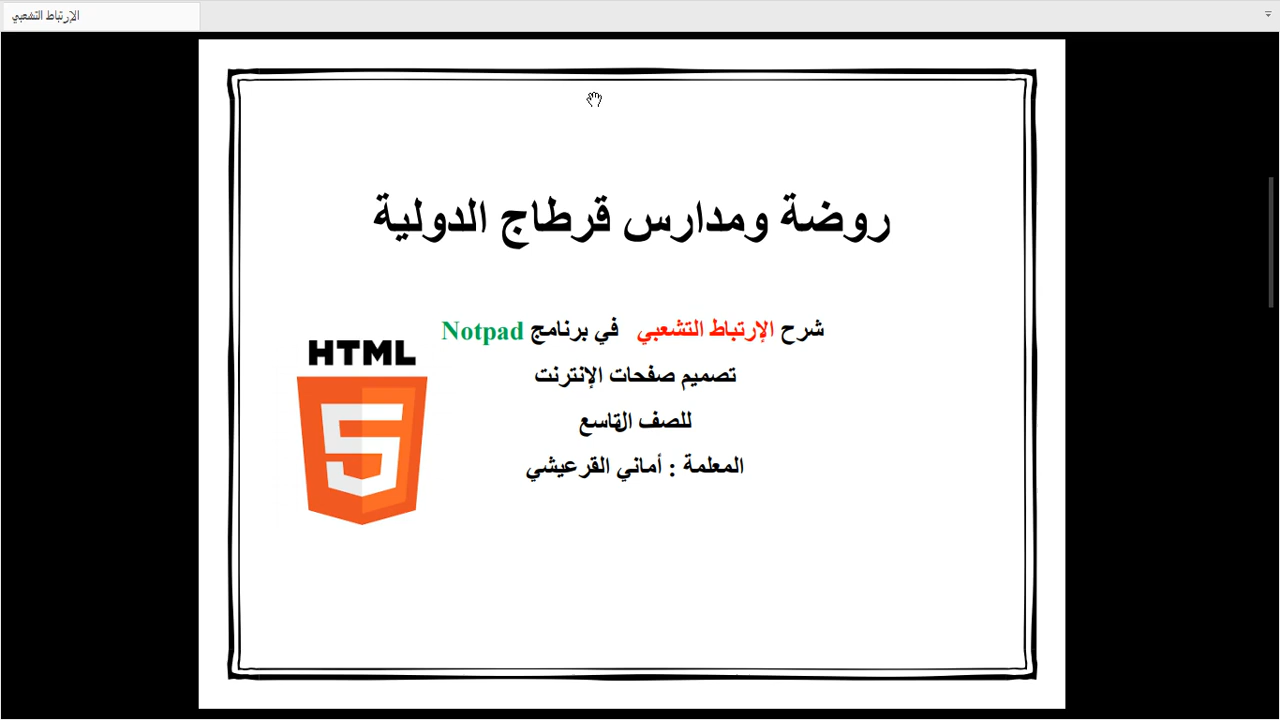 الإرتباط التشعبي
روضة ومدارس قرطاج الدولية
شرح الإرتباط التشعبي في برنامج Notpad
تصميم صفحات الإنترنت
للصف التاسع
المعلمة : أماني القرعيشي
HTML
5